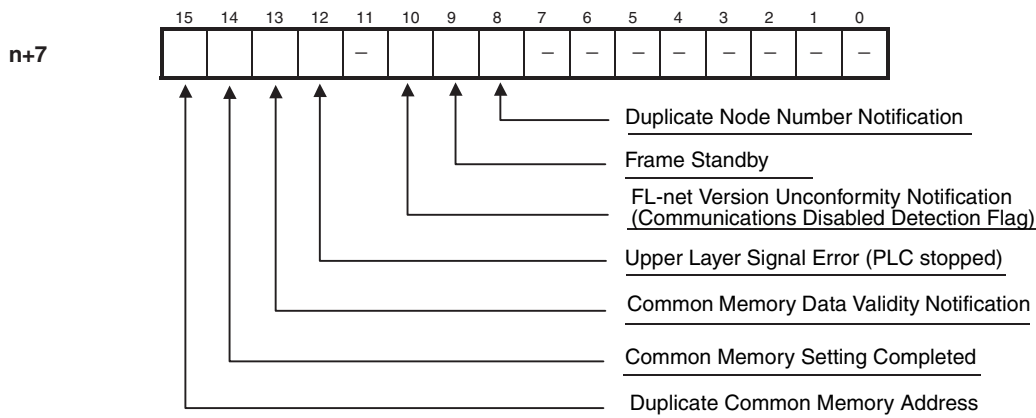 15 14 13 12 11 10 9 8 7 6 5 4 3 2 1 0
n+7 – – – – – – – – –
Duplicate Node Number Notification
Frame Standby
FL-net Version Unconformity Notification
(Communications Disabled Detection Flag)
Upper Layer Signal Error (PLC stopped)
Common Memory Data Validity Notification
Common Memory Setting Completed
Duplicate Common Memory Address